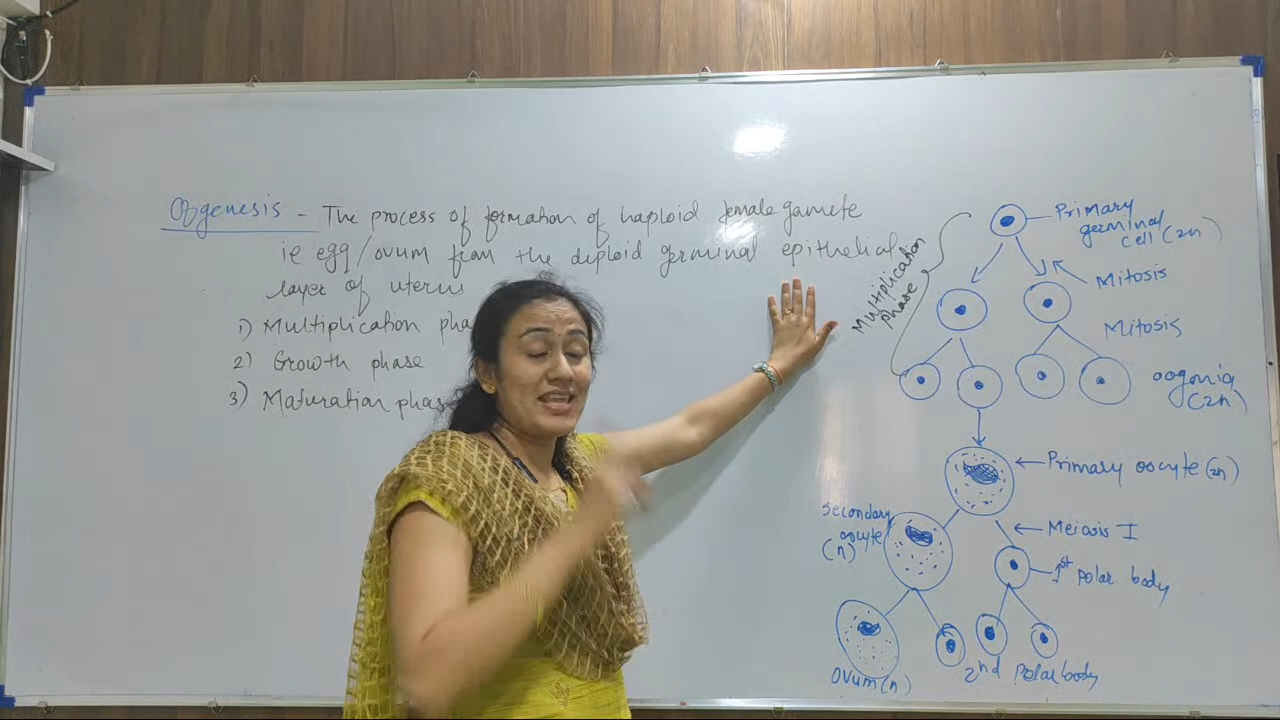 Oogenesis - The process of formation of haploid female gamete
ie egg/ovum from the diploid germinal epithelial
layer of uterus
1) Multiplication pha
2) Growth phase
3) Maturation phas
Multiplication
phase
Primary
germinal
cell (2n)
Mitosis
Mitosis
oogonia
(2n)
Primary oocyte (2n)
Secondary
oocyte
(n)
Meiosis I
1st polar body
Ovum (n)
2nd polar body